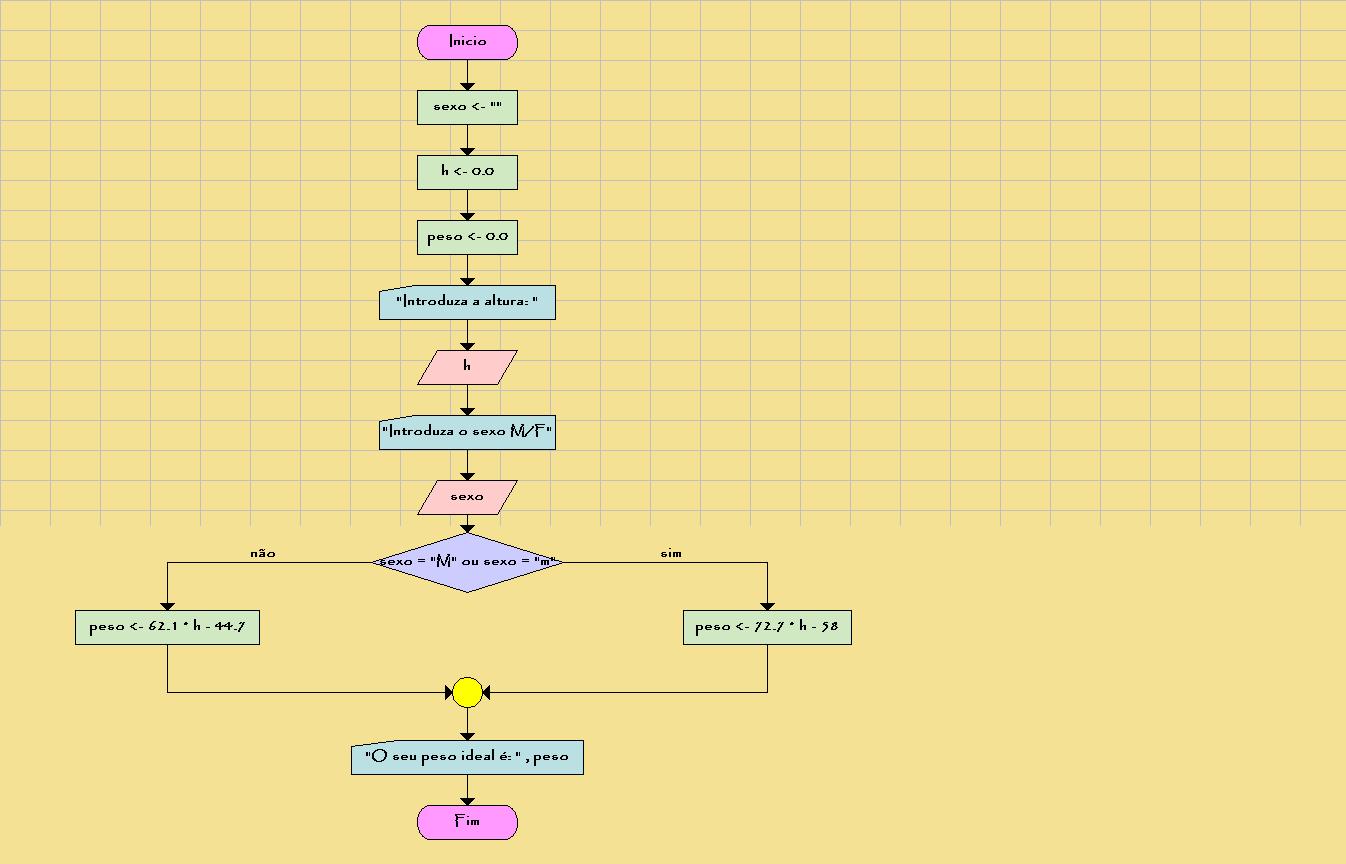 Inicio
sexo <- ""
h <- 0.0
peso <- 0.0
"Introduza a altura: "
h
"Introduza o sexo M/F"
sexo
não
sexo = "M" ou sexo = "m"
sim
peso <- 62.1 * h - 44.7
peso <- 72.7 * h - 58
"O seu peso ideal é: " , peso
Fim